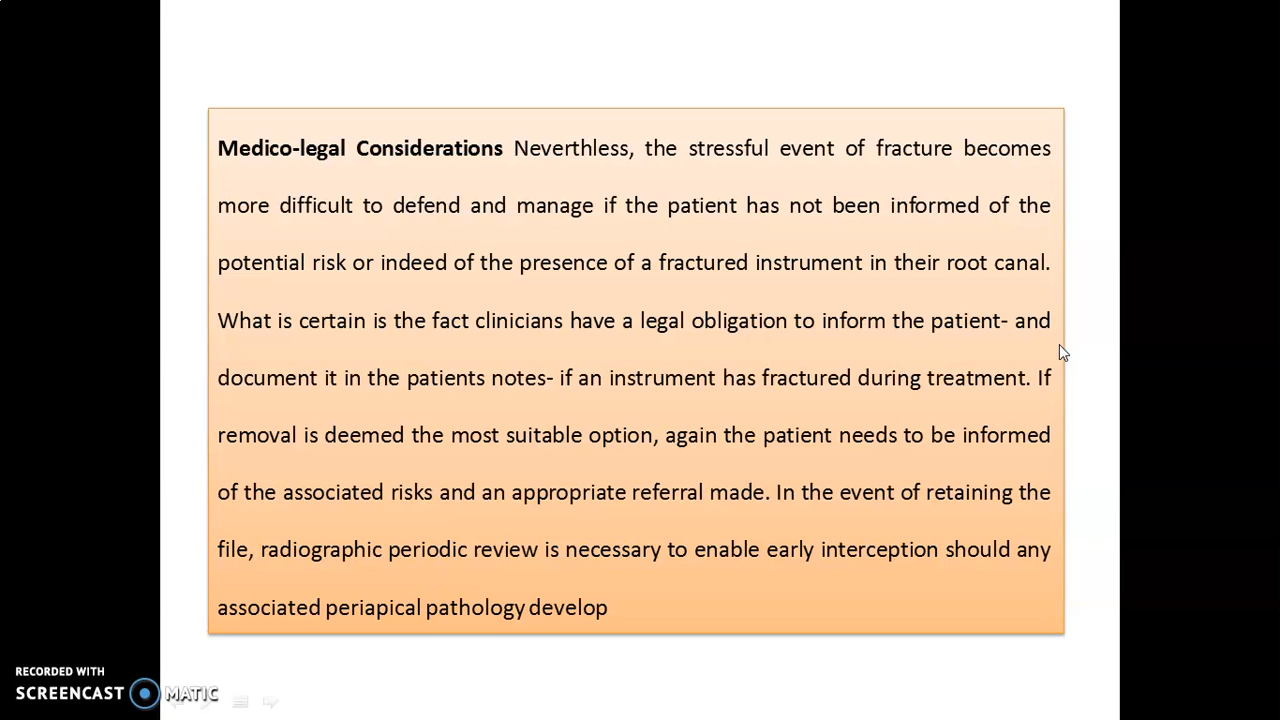 Medico-legal Considerations Neverthless, the stressful event of fracture becomes
more difficult to defend and manage if the patient has not been informed of the
potential risk or indeed of the presence of a fractured instrument in their root canal.
What is certain is the fact clinicians have a legal obligation to inform the patient- and
document it in the patients notes- if an instrument has fractured during treatment. If
removal is deemed the most suitable option, again the patient needs to be informed
of the associated risks and an appropriate referral made. In the event of retaining the
file, radiographic periodic review is necessary to enable early interception should any
associated periapical pathology develop
RECORDED WITH
SCREENCAST MATIC